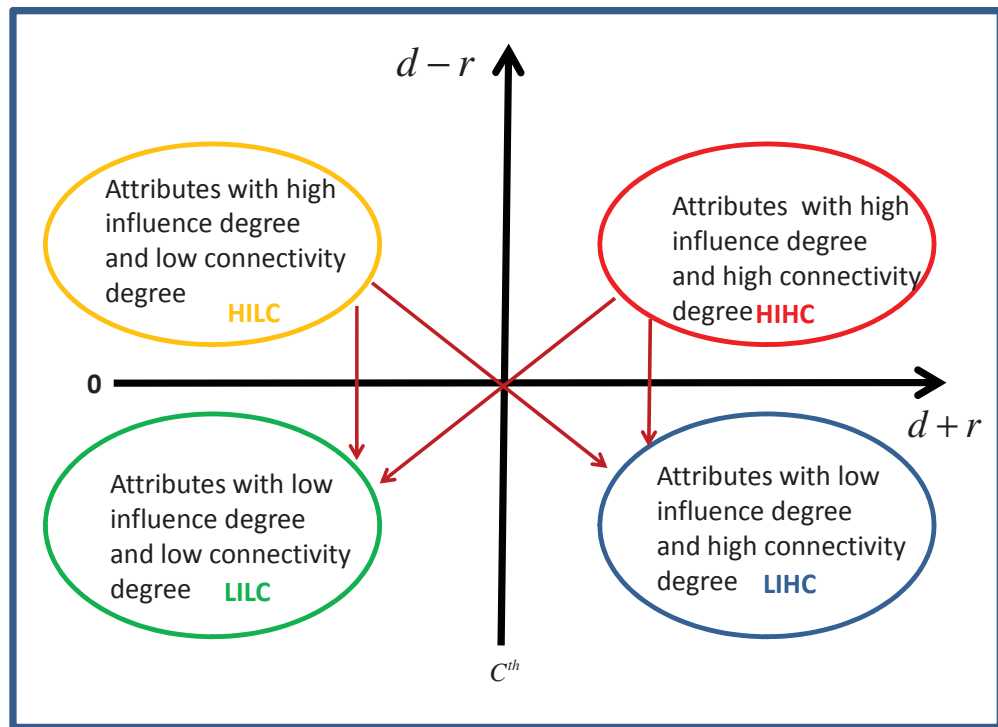 d − r
Attributes with high
influence degree
and low connectivity
degree HILC
Attributes with high
influence degree
and high connectivity
degree HIHC
0
d + r
Attributes with low
influence degree
and low connectivity
degree LILC
Attributes with low
influence degree
and high connectivity
degree LIHC
C^{th}